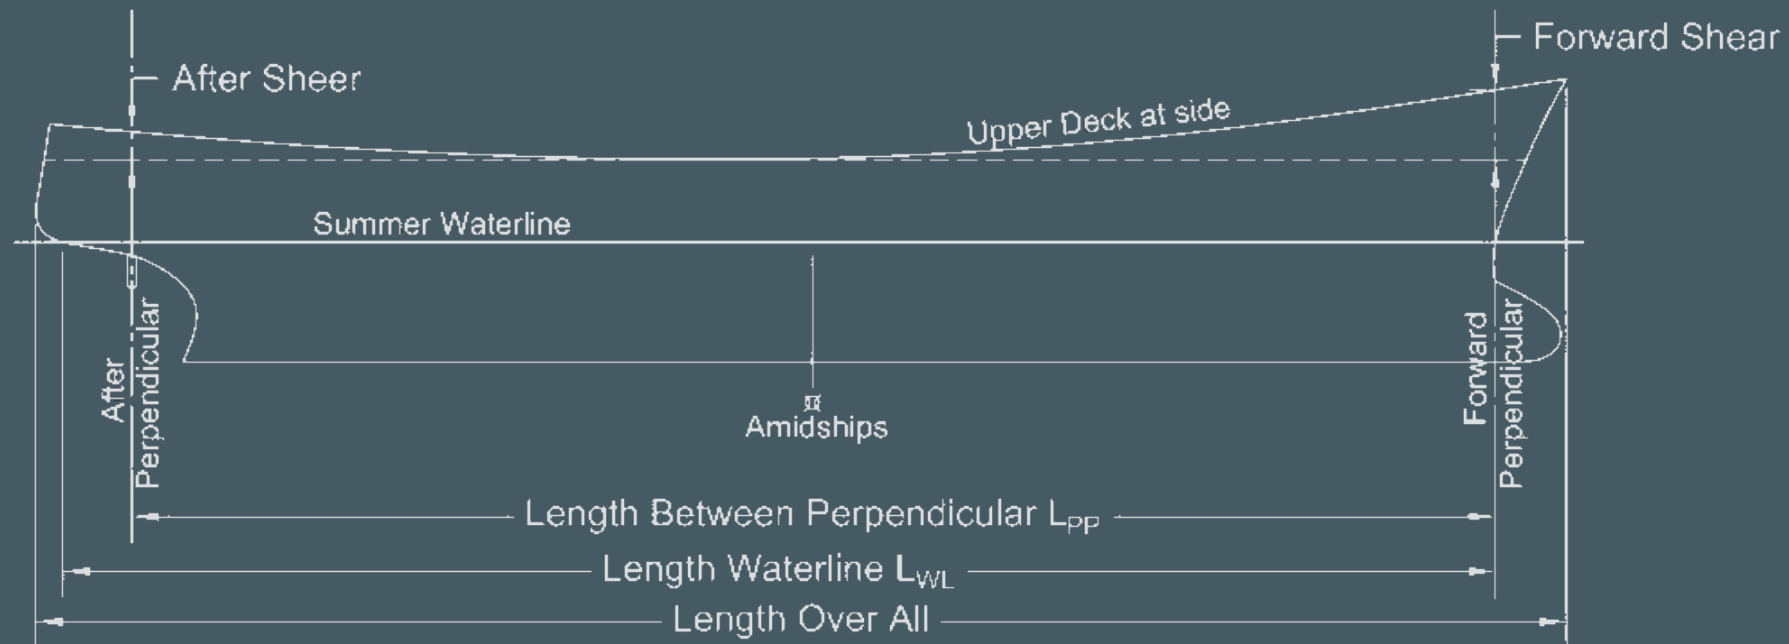 Forward Shear
After Sheer
Upper Deck at side
Summer Waterline
After
Perpendicular
Forward
Perpendicular
Amidships
Length Between Perpendicular LPP
Length Waterline LWL
Length Over All